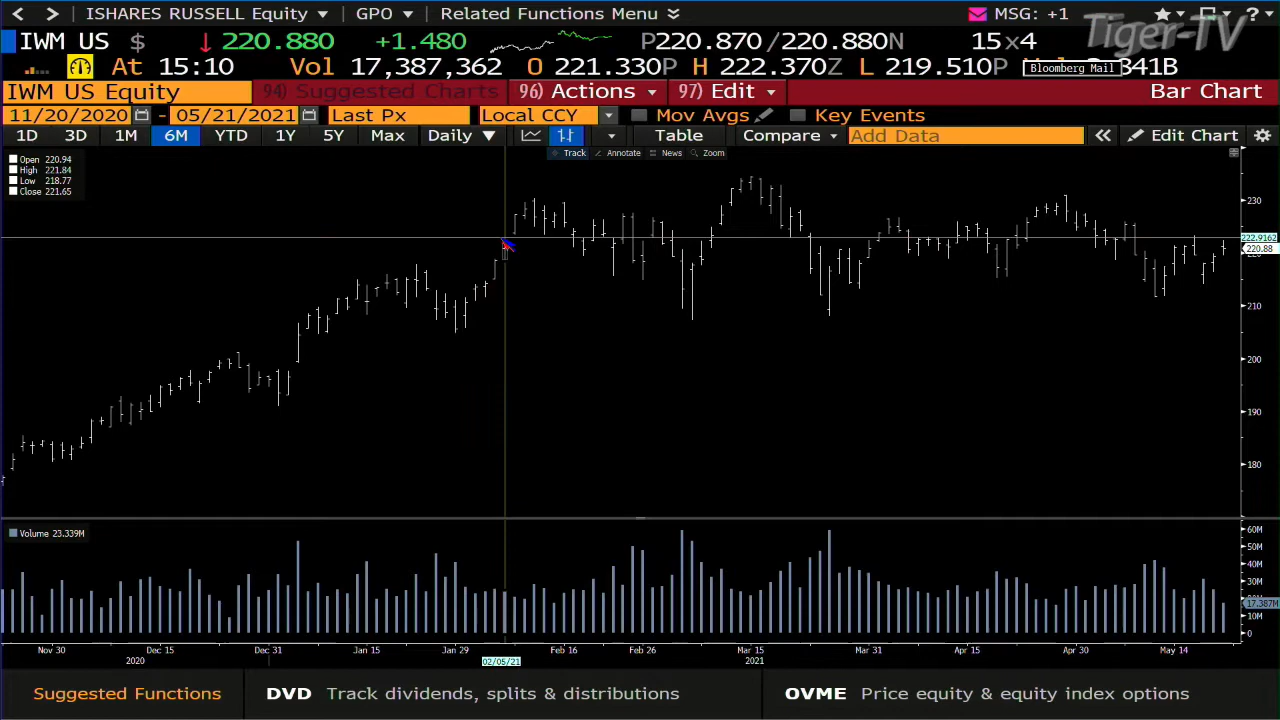 ISHARES RUSSELL Equity GPO Related Functions Menu MSG: +1 ?
IWM US $ 220.880 +1.480 P220.870/220.880N 15x4 Tiger-TV
At 15:10 Vol 17,387,362 O 221.330P H 222.370Z L 219.510P 341B
Bloomberg Mail
IWM US Equity 94) Suggested Charts 96) Actions 97) Edit Bar Chart
11/20/2020 - 05/21/2021 Last Px Local CCY Mov Avgs Key Events
1D 3D 1M 6M YTD 1Y 5Y Max Daily Table Compare Add Data Edit Chart
Track Annotate News Zoom
Open 220.94
High 221.84
Low 218.77
Close 221.65
230
222.9162
220.88
210
200
190
180
Volume 23.339M
60M
50M
40M
30M
17.387M
10M
0
Nov 30 Dec 15 Dec 31 Jan 15 Jan 29 Feb 16 Feb 26 Mar 15 Mar 31 Apr 15 Apr 30 May 14
2020 02/05/21 2021
Suggested Functions DVD Track dividends, splits & distributions OVME Price equity & equity index options